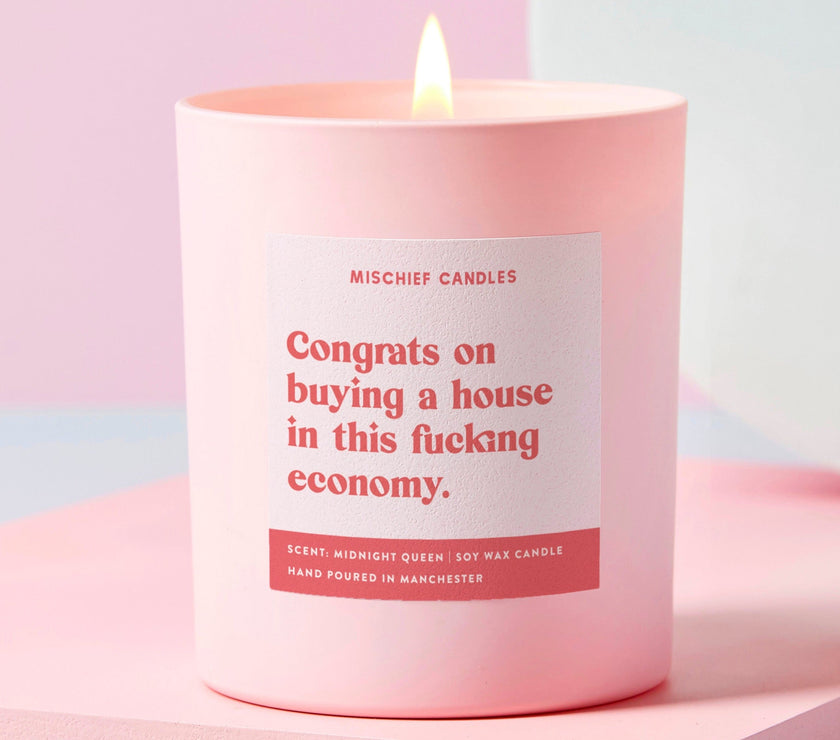 MISCHIEF CANDLES
Congrats on
buying a house
in this fucking
economy.
SCENT: MIDNIGHT QUEEN | SOY WAX CANDLE
HAND POURED IN MANCHESTER